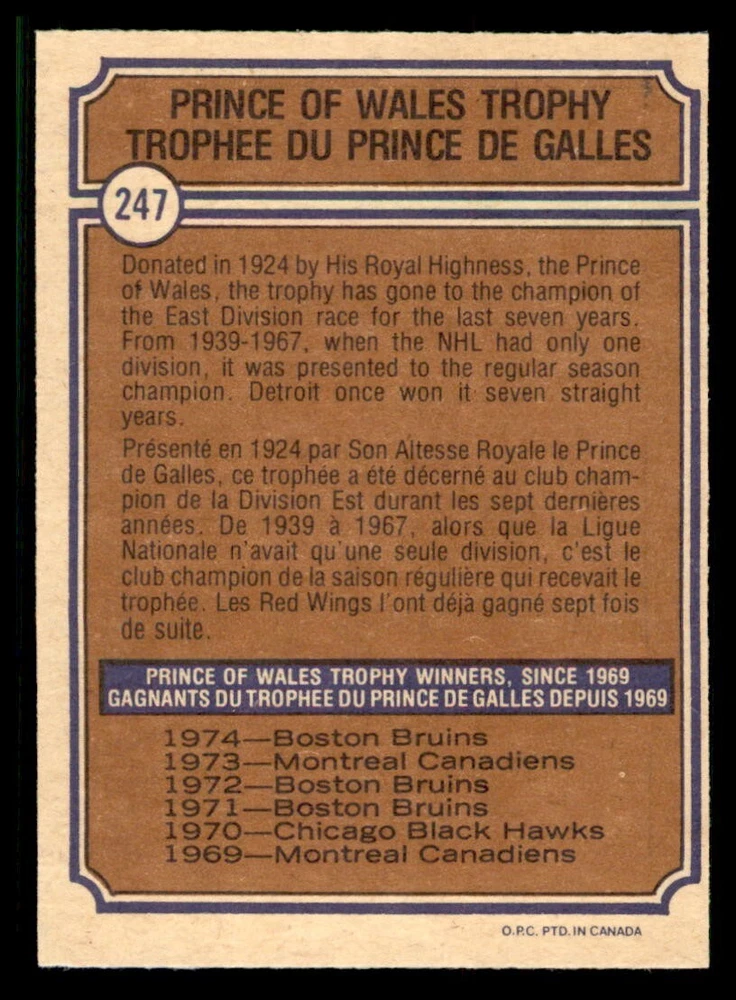 PRINCE OF WALES TROPHY
TROPHEE DU PRINCE DE GALLES
247
Donated in 1924 by His Royal Highness, the Prince
of Wales, the trophy has gone to the champion of
the East Division race for the last seven years.
From 1939-1967, when the NHL had only one
division, it was presented to the regular season
champion. Detroit once won it seven straight
years.
Présenté en 1924 par Son Altesse Royale le Prince
de Galles, ce trophée a été décerné au club cham-
pion de la Division Est durant les sept dernières
années. De 1939 à 1967, alors que la Ligue
Nationale n'avait qu'une seule division, c'est le
club champion de la saison régulière qui recevait le
trophée. Les Red Wings l'ont déjà gagné sept fois
de suite.
PRINCE OF WALES TROPHY WINNERS, SINCE 1969
GAGNANTS DU TROPHEE DU PRINCE DE GALLES DEPUIS 1969
1974—Boston Bruins
1973—Montreal Canadiens
1972—Boston Bruins
1971—Boston Bruins
1970—Chicago Black Hawks
1969—Montreal Canadiens
O.P.C. PTD. IN CANADA